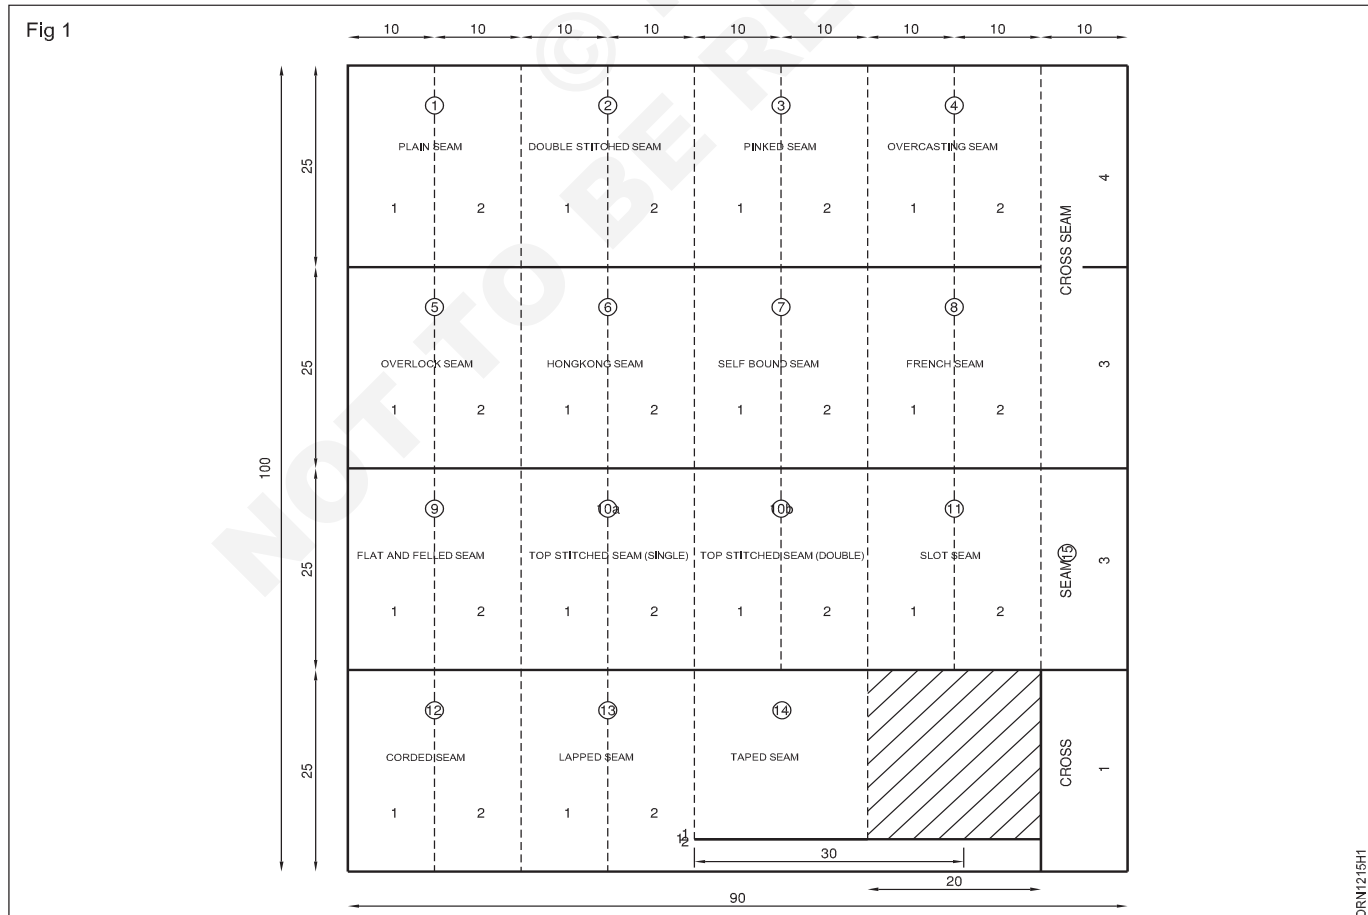 Fig 1
10 10 10 10 10 10 10 10 10
1 2 3 4
PLAIN SEAM DOUBLE STITCHED SEAM PINKED SEAM OVERCASTING SEAM
25
1 2 1 2 1 2 1 2
4
CROSS SEAM
5 6 7 8
OVERLOCK SEAM HONGKONG SEAM SELF BOUND SEAM FRENCH SEAM
25
1 2 1 2 1 2 1 2
3
100
9 10a 10b 11
FLAT AND FELLED SEAM TOP STITCHED SEAM (SINGLE) TOP STITCHED SEAM (DOUBLE) SLOT SEAM
25
1 2 1 2 1 2 1 2
SEAM 15
3
12 13 14
CORDED SEAM LAPPED SEAM TAPED SEAM
25
1 2 1 2
CROSS
1
30
20
90
© 
NOT TO BE RE